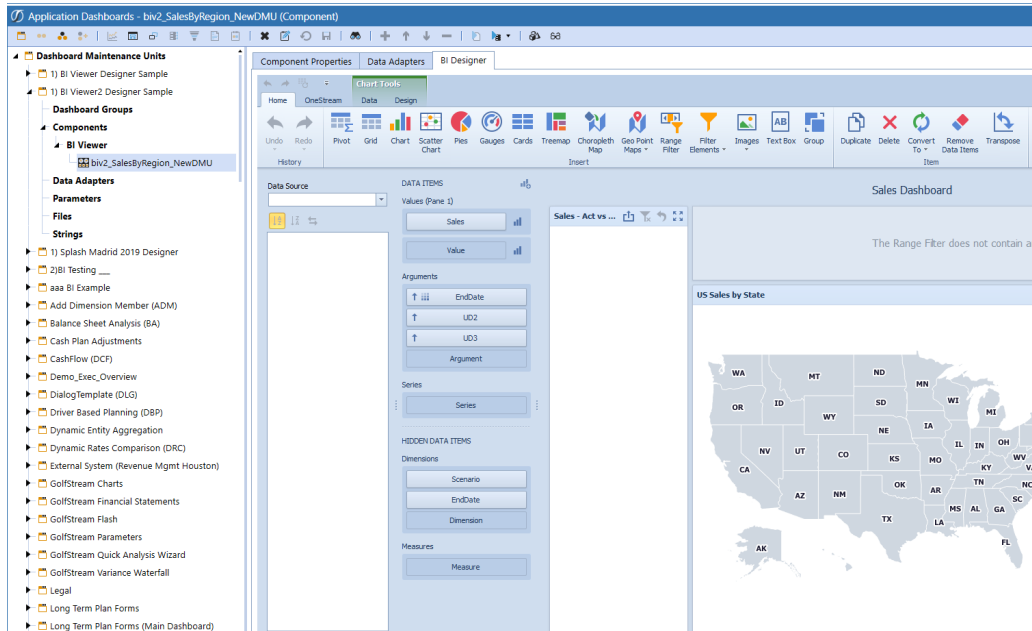 Application Dashboards - biv2_SalesByRegion_NewDMU (Component)
Dashboard Maintenance Units
1) BI Viewer Designer Sample
1) BI Viewer2 Designer Sample
Dashboard Groups
Components
BI Viewer
biv2_SalesByRegion_NewDMU
Data Adapters
Parameters
Files
Strings
1) Splash Madrid 2019 Designer
2)BI Testing ___
aaa BI Example
Add Dimension Member (ADM)
Balance Sheet Analysis (BA)
Cash Plan Adjustments
CashFlow (DCF)
Demo_Exec_Overview
DialogTemplate (DLG)
Driver Based Planning (DBP)
Dynamic Entity Aggregation
Dynamic Rates Comparison (DRC)
External System (Revenue Mgmt Houston)
GolfStream Charts
GolfStream Financial Statements
GolfStream Flash
GolfStream Parameters
GolfStream Quick Analysis Wizard
GolfStream Variance Waterfall
Legal
Long Term Plan Forms
Long Term Plan Forms (Main Dashboard)
Component Properties Data Adapters BI Designer
Chart Tools
Home OneStream Data Design
Undo Redo Pivot Grid Chart Scatter Chart Pies Gauges Cards Treemap Choropleth Map Geo Point Maps Range Filter Filter Elements Images Text Box Group Duplicate Delete Convert To Remove Data Items Transpose
History Insert Item
Data Source
DATA ITEMS
Values (Pane 1)
Sales
Value
Arguments
EndDate
UD2
UD3
Argument
Series
Series
HIDDEN DATA ITEMS
Dimensions
Scenario
EndDate
Dimension
Measures
Measure
Sales Dashboard
Sales - Act vs ...
The Range Filter does not contain a
US Sales by State
WA MT ND MN
OR ID SD WI MI
WY IA
NE
NV UT CO IL IN OH
KS MO WV
CA KY V
OK TN NC
AZ NM AR SC
MS AL GA
TX LA
FL
AK